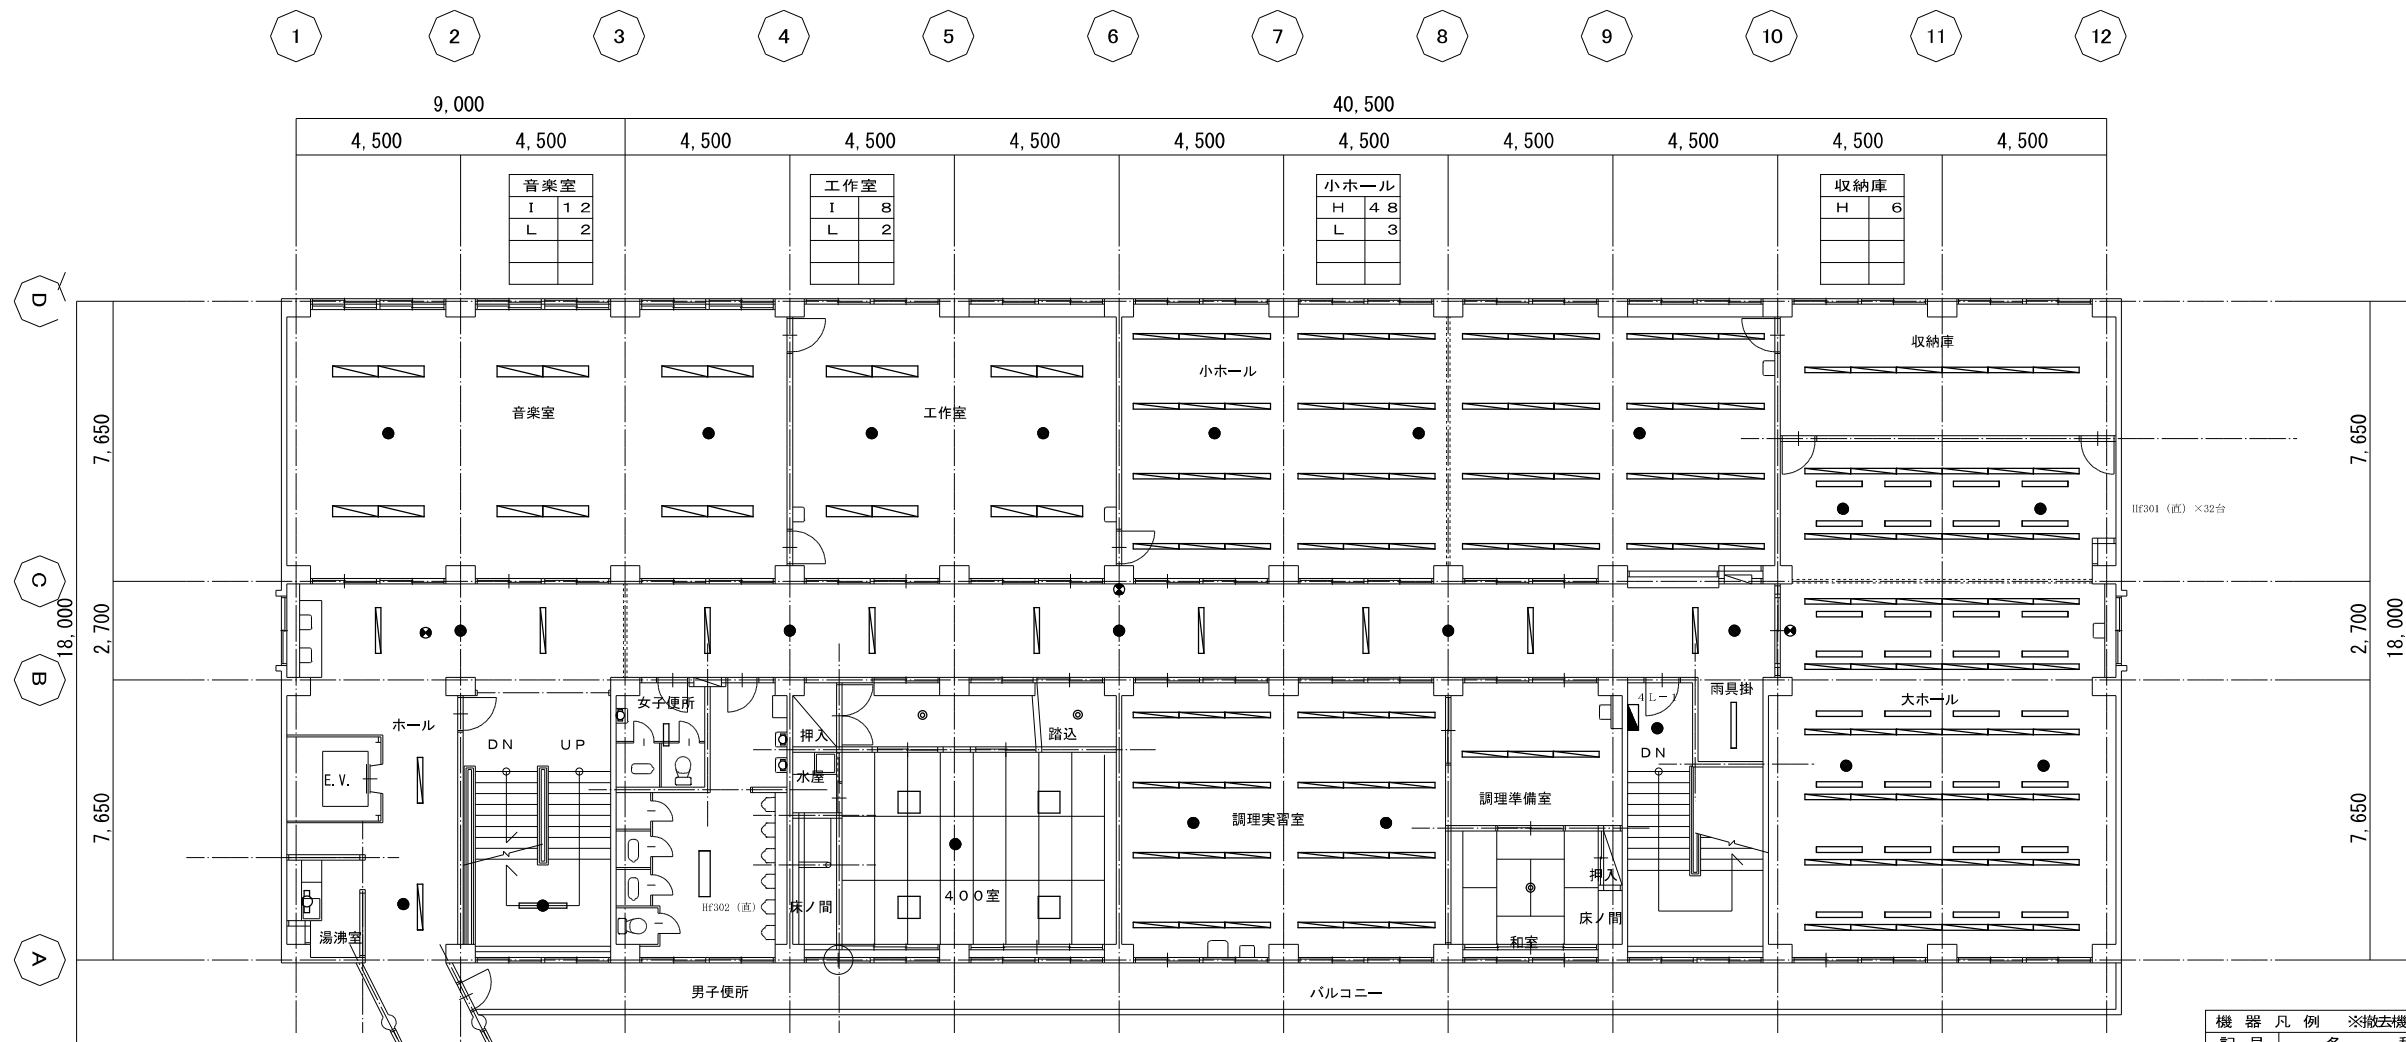 1 2 3 4 5 6 7 8 9 10 11 12
9,000 40,500
4,500 4,500 4,500 4,500 4,500 4,500 4,500 4,500 4,500 4,500 4,500
音楽室
I 12
L 2
工作室
I 8
L 2
小ホール
H 48
L 3
収納庫
H 6
D
C
B
A
7,650
2,700
7,650
18,000
7,650
2,700
7,650
18,000
音楽室
工作室
小ホール
収納庫
Hf301 (直) ×32台
ホール
E.V.
湯沸室
DN
UP
女子便所
Hf302 (直)
男子便所
押入
水屋
床ノ間
踏込
400室
調理実習室
調理準備室
押入
床ノ間
和室
4L-1
DN
雨具掛
大ホール
バルコニー
機器凡例 ※撤去機